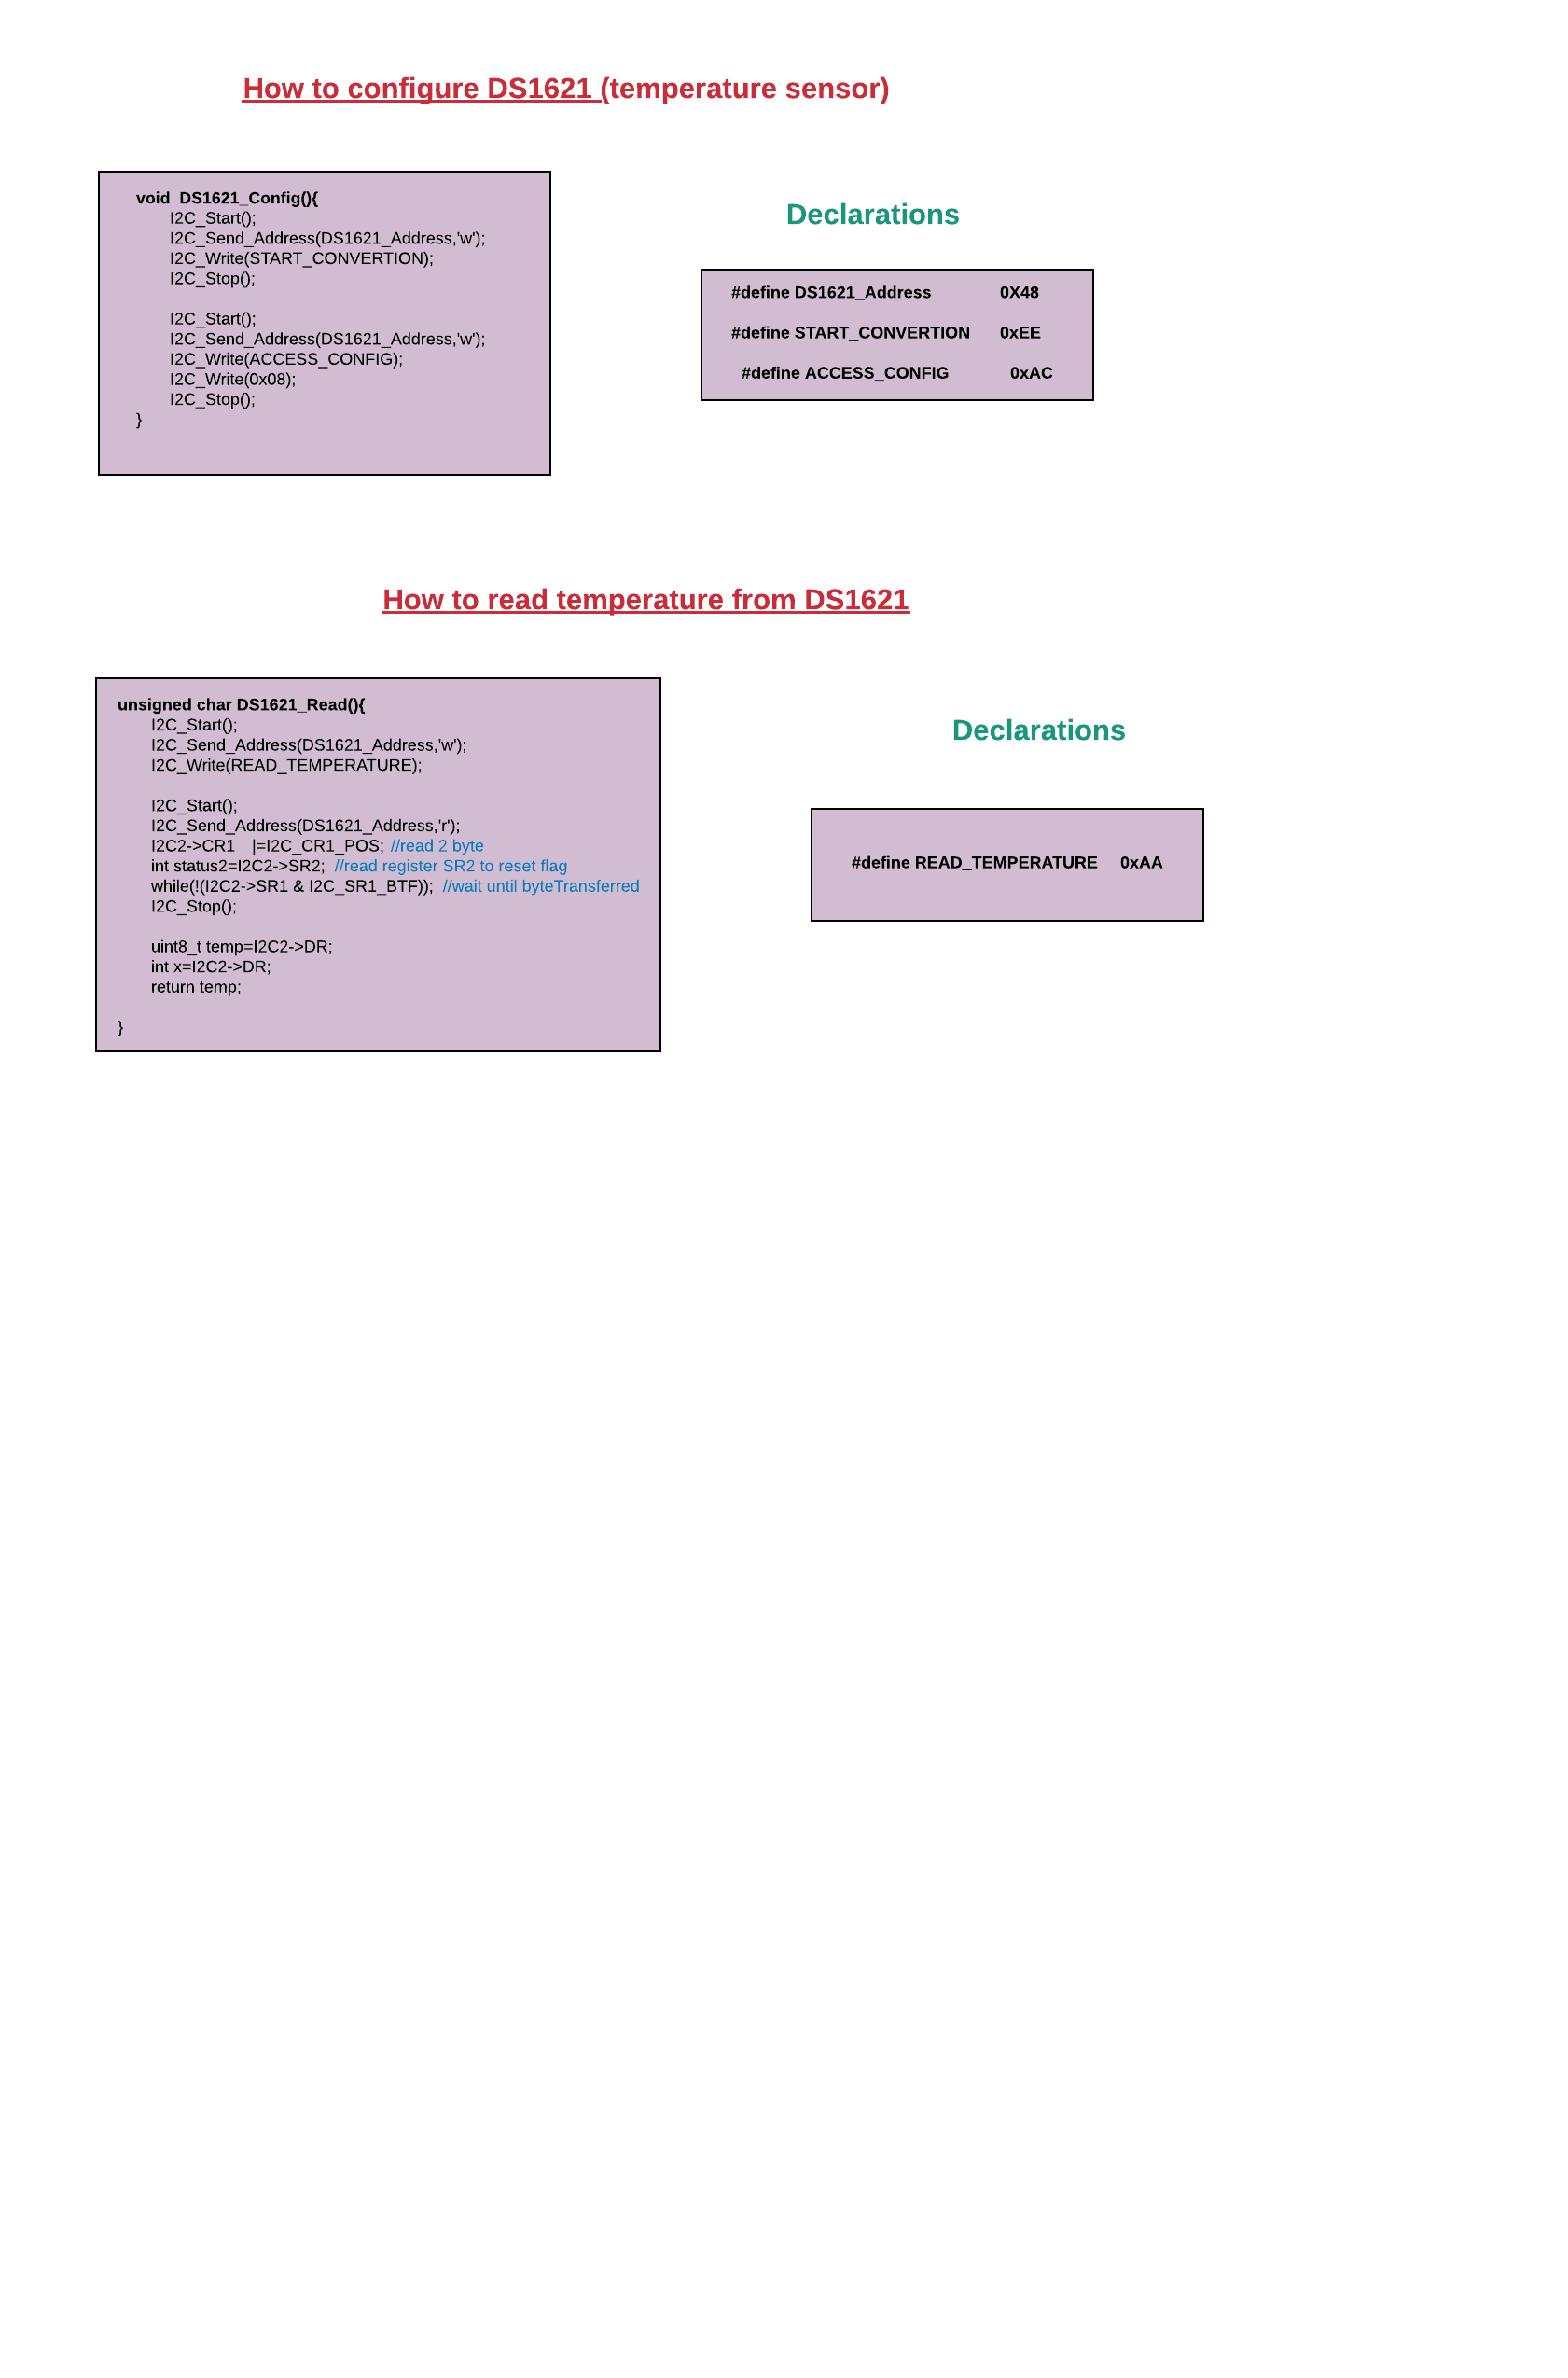 How to configure DS1621 (temperature sensor)
void  DS1621_Config(){
I2C_Start();
I2C_Send_Address(DS1621_Address,'w');
I2C_Write(START_CONVERTION);
I2C_Stop();
I2C_Start();
I2C_Send_Address(DS1621_Address,'w');
I2C_Write(ACCESS_CONFIG);
I2C_Write(0x08);
I2C_Stop();
}
Declarations
#define DS1621_Address 0X48
#define START_CONVERTION 0xEE
#define ACCESS_CONFIG 0xAC
How to read temperature from DS1621
unsigned char DS1621_Read(){
I2C_Start();
I2C_Send_Address(DS1621_Address,'w');
I2C_Write(READ_TEMPERATURE);
I2C_Start();
I2C_Send_Address(DS1621_Address,'r');
I2C2->CR1 |=I2C_CR1_POS; //read 2 byte
int status2=I2C2->SR2; //read register SR2 to reset flag
while(!(I2C2->SR1 & I2C_SR1_BTF)); //wait until byteTransferred
I2C_Stop();
uint8_t temp=I2C2->DR;
int x=I2C2->DR;
return temp;
}
Declarations
#define READ_TEMPERATURE 0xAA